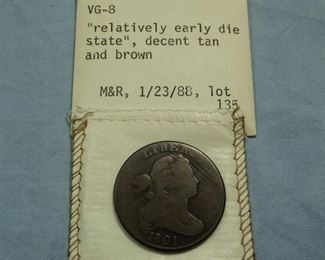 VG-8
"relatively early die
state", decent tan
and brown
M&R, 1/23/88, lot
135
LIBERTY
1801